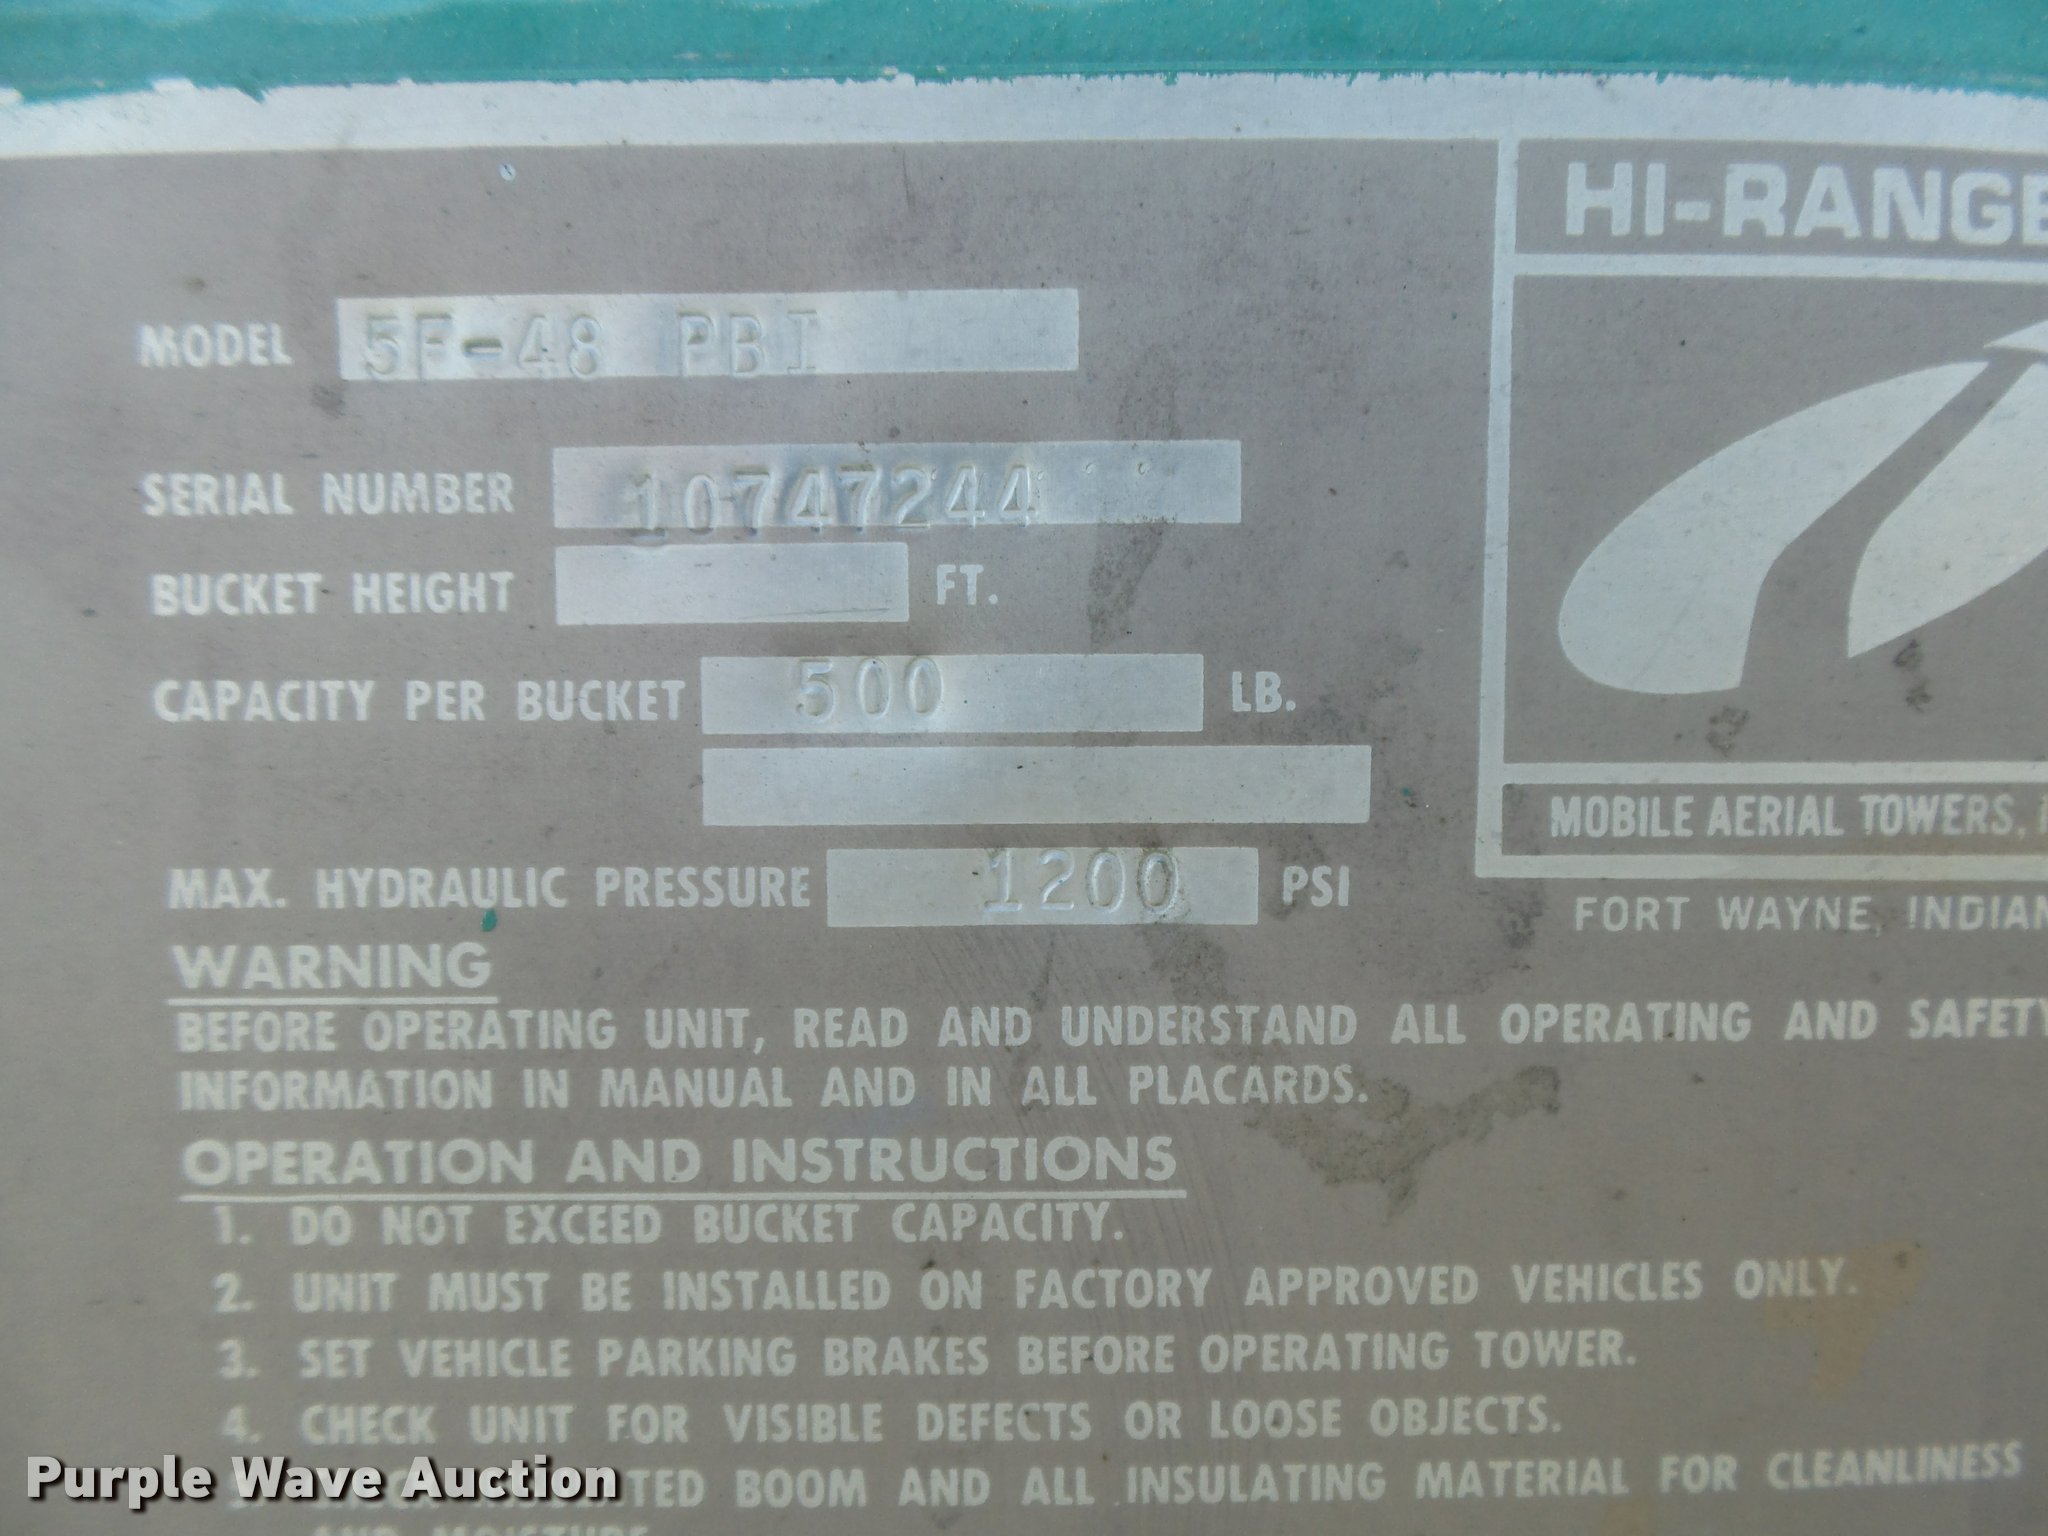 HI-RANGE
MODEL 5F-48 PBI
SERIAL NUMBER 10747244
BUCKET HEIGHT FT.
CAPACITY PER BUCKET 500 LB.
MOBILE AERIAL TOWERS,
MAX. HYDRAULIC PRESSURE 1200 PSI
FORT WAYNE, INDIAN
WARNING
BEFORE OPERATING UNIT, READ AND UNDERSTAND ALL OPERATING AND SAFETY
INFORMATION IN MANUAL AND IN ALL PLACARDS.
OPERATION AND INSTRUCTIONS
1. DO NOT EXCEED BUCKET CAPACITY.
2. UNIT MUST BE INSTALLED ON FACTORY APPROVED VEHICLES ONLY.
3. SET VEHICLE PARKING BRAKES BEFORE OPERATING TOWER.
4. CHECK UNIT FOR VISIBLE DEFECTS OR LOOSE OBJECTS.
BOOM AND ALL INSULATING MATERIAL FOR CLEANLINESS
Purple Wave Auction